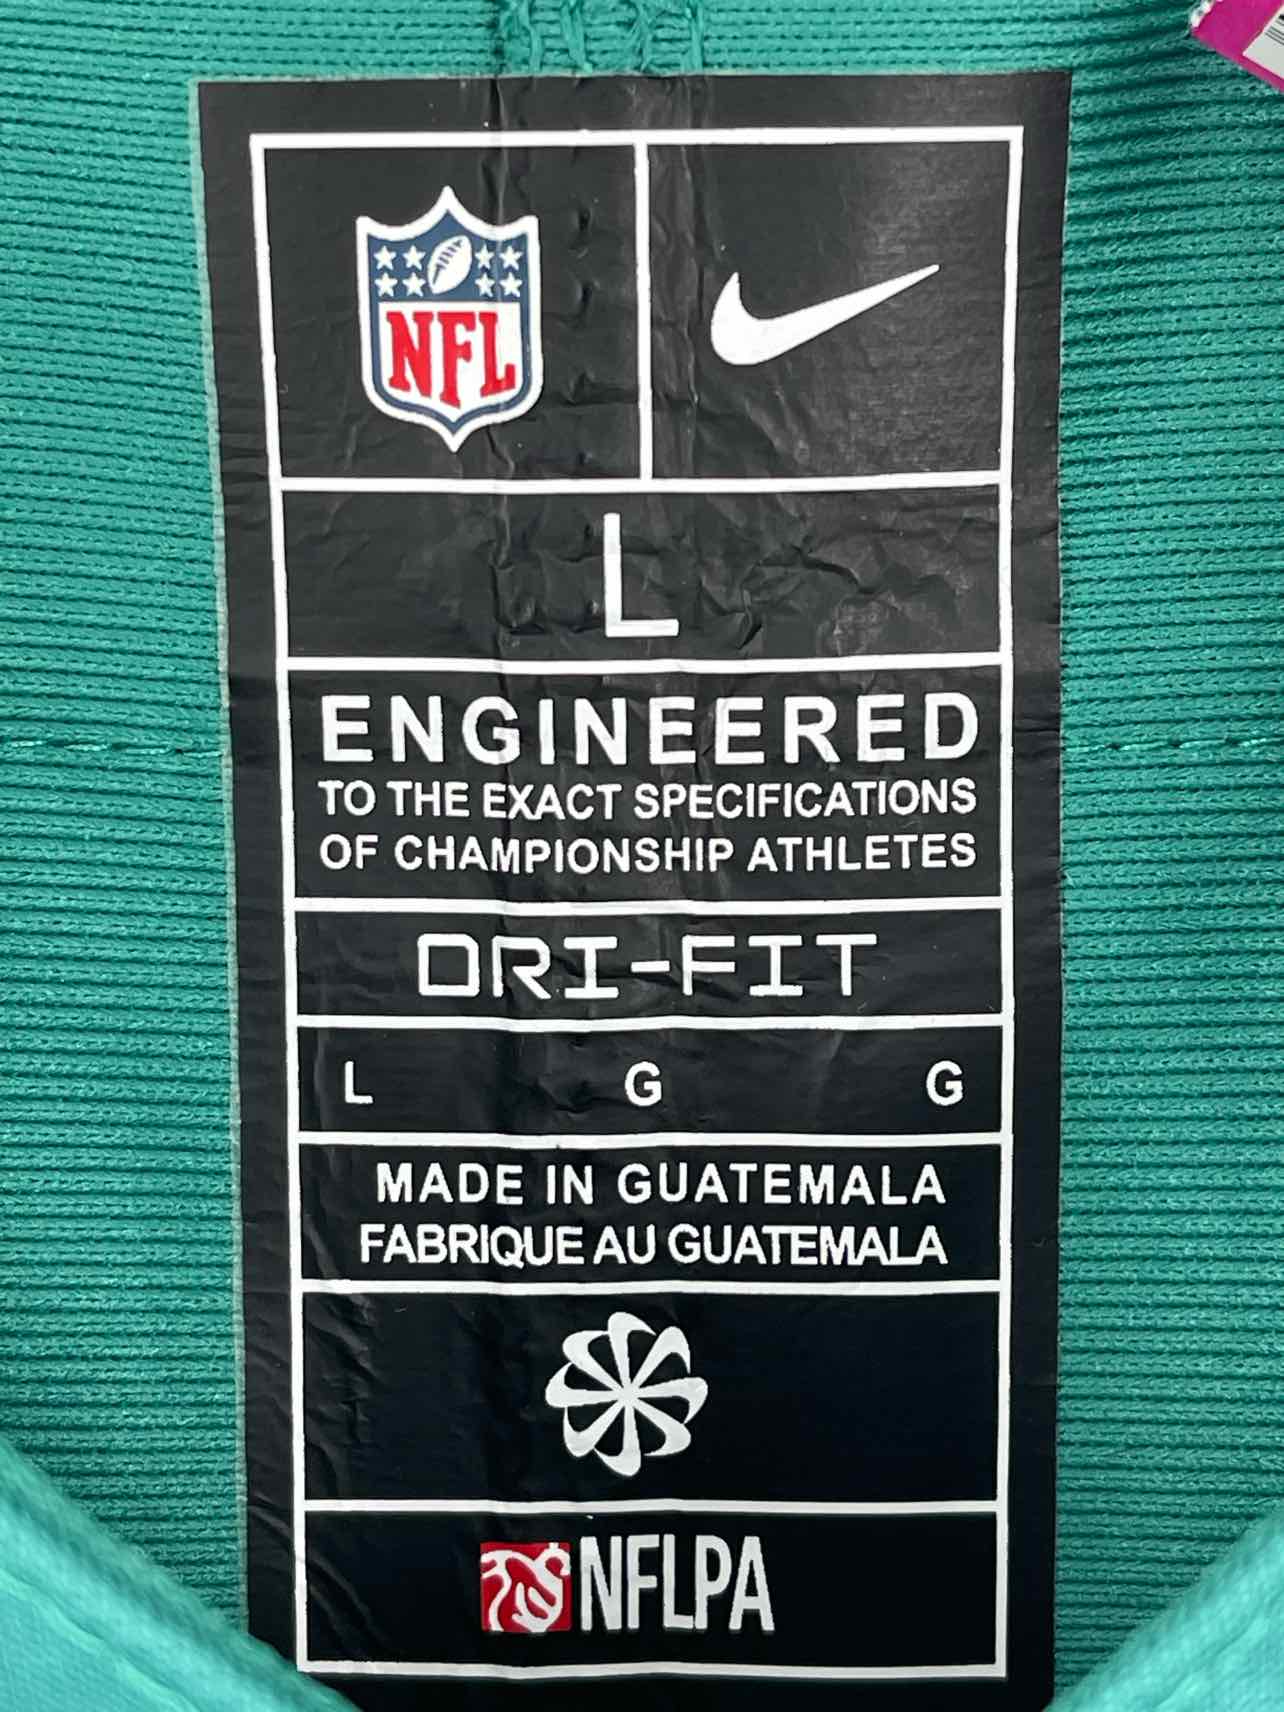 NFL
L
ENGINEERED
TO THE EXACT SPECIFICATIONS
OF CHAMPIONSHIP ATHLETES
DRI-FIT
L G G
MADE IN GUATEMALA
FABRIQUE AU GUATEMALA
NFLPA